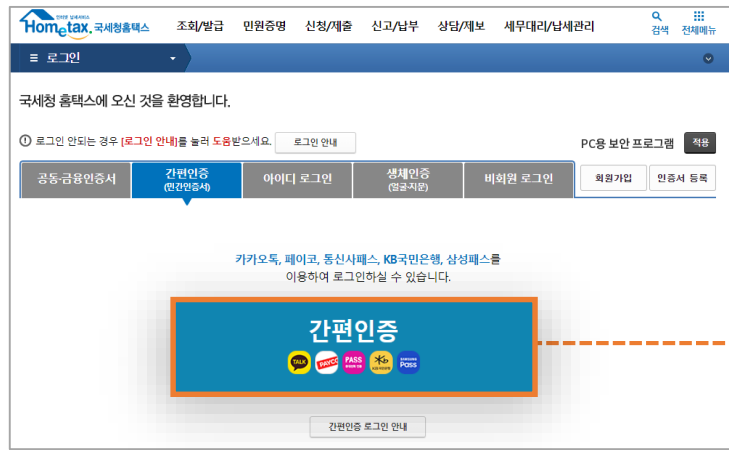 Hometax. 국세청홈택스 조회/발급 민원증명 신청/제출 신고/납부 상담/제보 세무대리/납세관리 검색 전체메뉴
로그인
국세청 홈택스에 오신 것을 환영합니다.
로그인 안되는 경우 [로그인 안내]를 눌러 도움받으세요. 로그인 안내 PC용 보안 프로그램 적용
공동·금융인증서 간편인증 (민간인증서) 아이디 로그인 생체인증 (얼굴·지문) 비회원 로그인 회원가입 인증서 등록
카카오톡, 페이코, 통신사패스, KB국민은행, 삼성패스를
이용하여 로그인하실 수 있습니다.
간편인증
TALK PAYCO PASS Kb SAMSUNG Pass
간편인증 로그인 안내